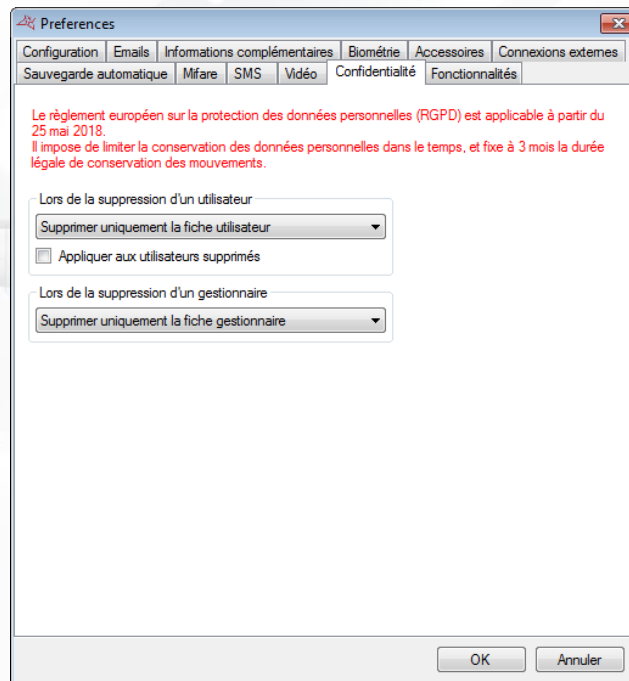 Preferences
Configuration Emails Informations complémentaires Biométrie Accessoires Connexions externes
Sauvegarde automatique Mifare SMS Vidéo Confidentialité Fonctionnalités
Le règlement européen sur la protection des données personnelles (RGPD) est applicable à partir du
25 mai 2018.
Il impose de limiter la conservation des données personnelles dans le temps, et fixe à 3 mois la durée
légale de conservation des mouvements.
Lors de la suppression d'un utilisateur
Supprimer uniquement la fiche utilisateur
Appliquer aux utilisateurs supprimés
Lors de la suppression d'un gestionnaire
Supprimer uniquement la fiche gestionnaire
OK Annuler